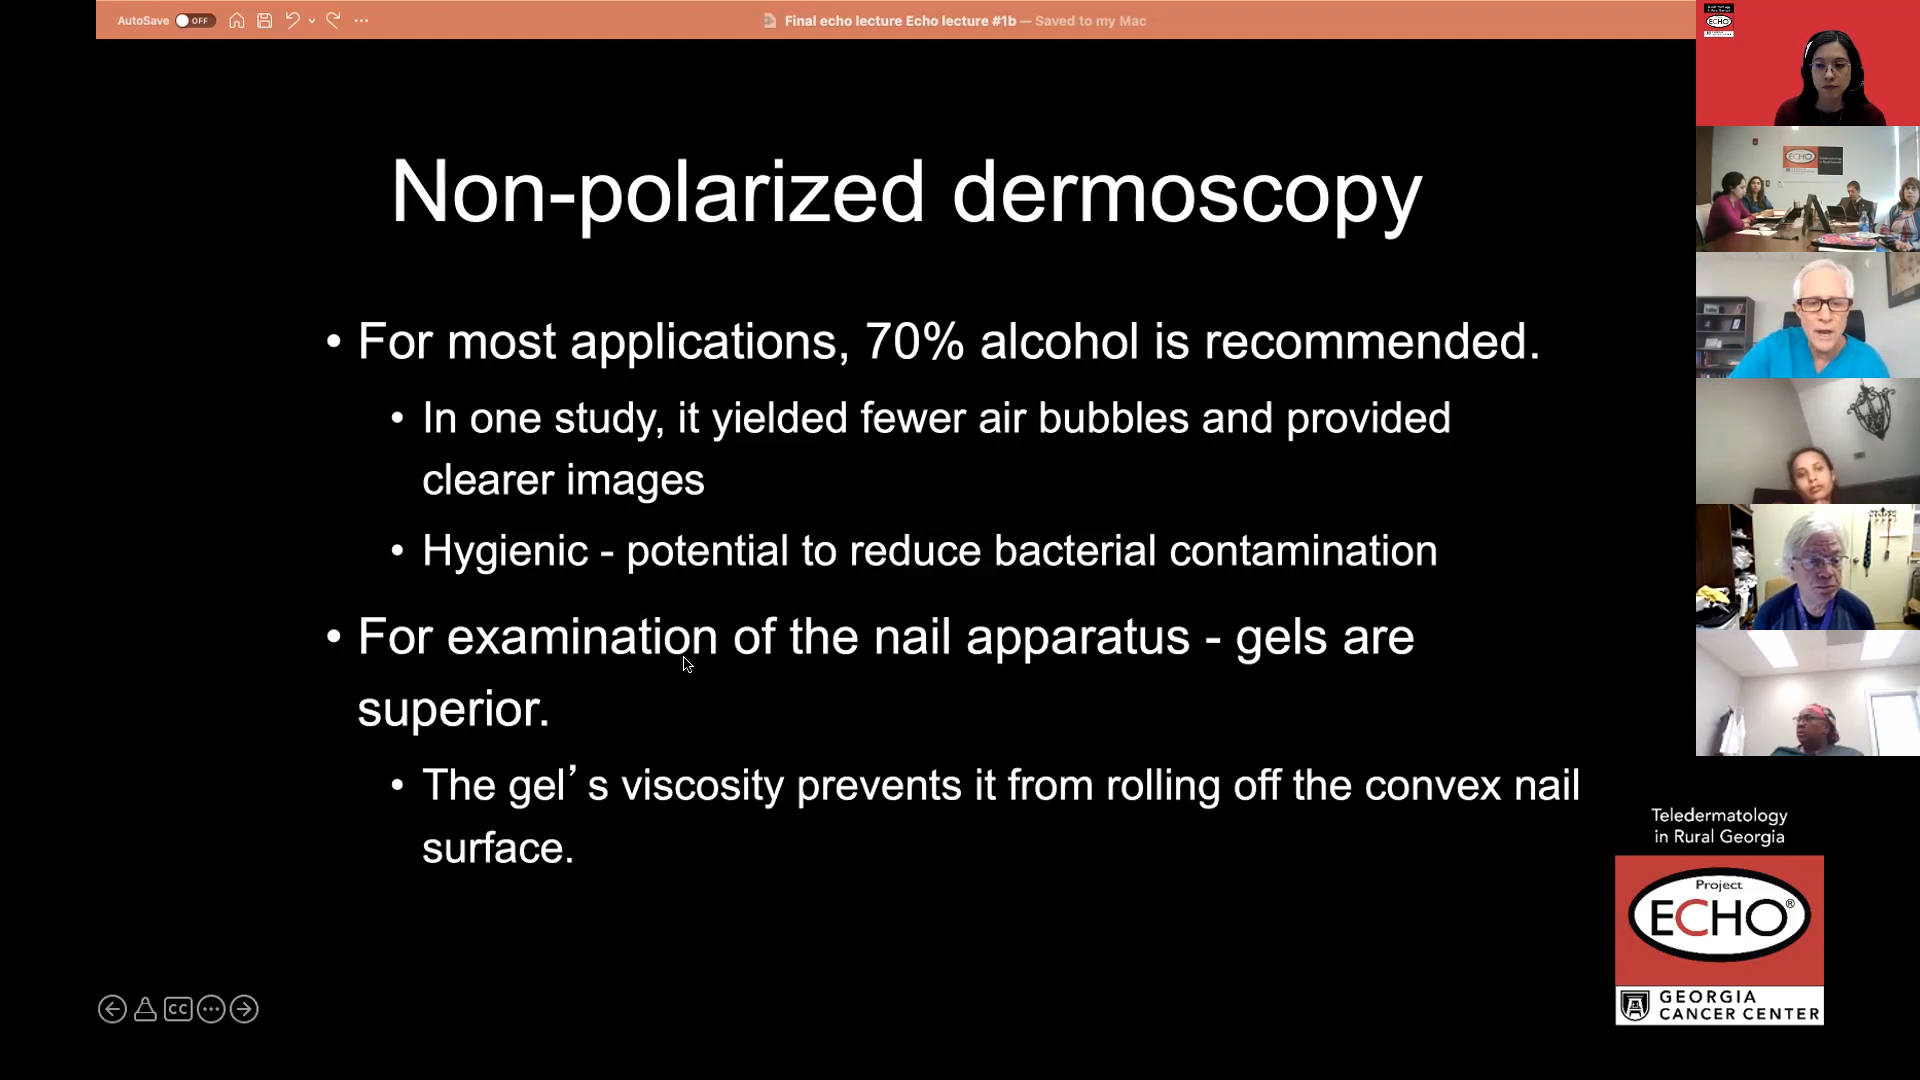 AutoSave OFF
Final echo lecture Echo lecture #1b — Saved to my Mac
Non-polarized dermoscopy
• For most applications, 70% alcohol is recommended.
• In one study, it yielded fewer air bubbles and provided
clearer images
• Hygienic - potential to reduce bacterial contamination
• For examination of the nail apparatus - gels are
superior.
• The gel’s viscosity prevents it from rolling off the convex nail
surface.
CC
ECHO
ECHO
Teledermatology
in Rural Georgia
Project
ECHO®
GEORGIA
CANCER CENTER